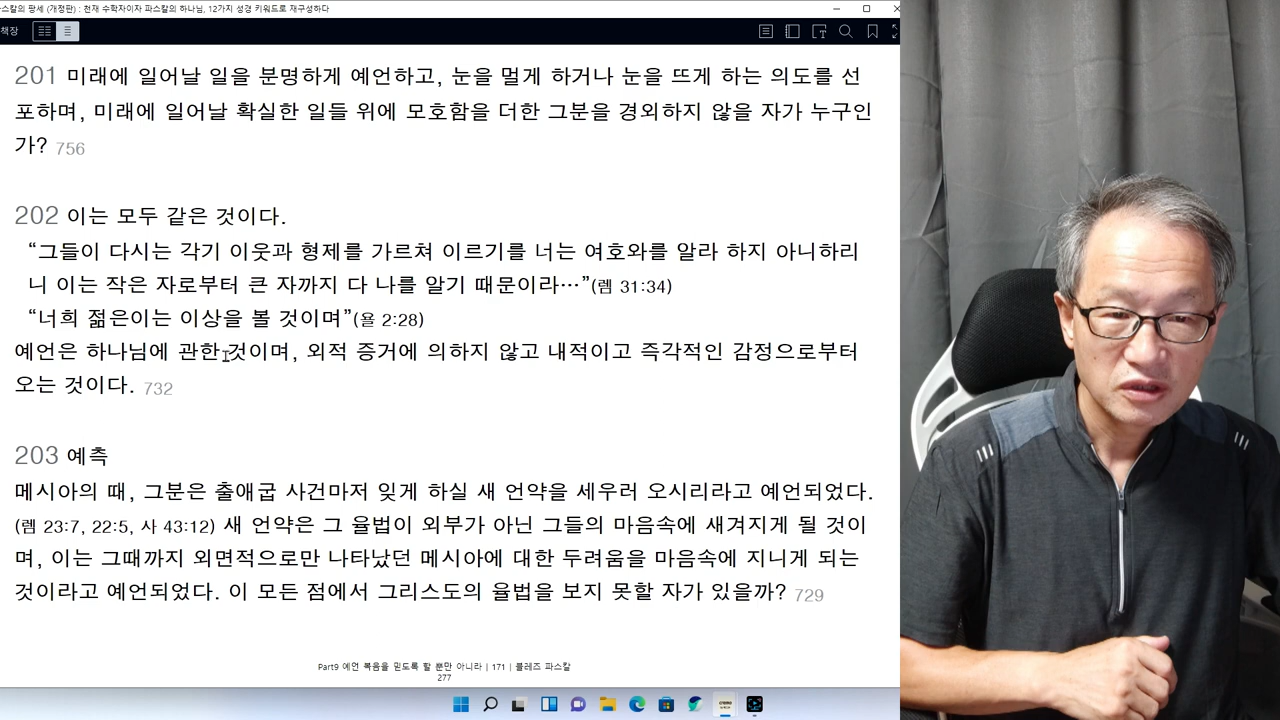 스칼의 팡세 (개정판) : 천재 수학자이자 파스칼의 하나님, 12가지 성경 키워드로 재구성하다
책장
201 미래에 일어날 일을 분명하게 예언하고, 눈을 멀게 하거나 눈을 뜨게 하는 의도를 선
포하며, 미래에 일어날 확실한 일들 위에 모호함을 더한 그분을 경외하지 않을 자가 누구인
가? 756
202 이는 모두 같은 것이다.
“그들이 다시는 각기 이웃과 형제를 가르쳐 이르기를 너는 여호와를 알라 하지 아니하리
니 이는 작은 자로부터 큰 자까지 다 나를 알기 때문이라…”(렘 31:34)
“너희 젊은이는 이상을 볼 것이며”(욜 2:28)
예언은 하나님에 관한 것이며, 외적 증거에 의하지 않고 내적이고 즉각적인 감정으로부터
오는 것이다. 732
203 예측
메시아의 때, 그분은 출애굽 사건마저 잊게 하실 새 언약을 세우러 오시리라고 예언되었다.
(렘 23:7, 22:5, 사 43:12) 새 언약은 그 율법이 외부가 아닌 그들의 마음속에 새겨지게 될 것이
며, 이는 그때까지 외면적으로만 나타났던 메시아에 대한 두려움을 마음속에 지니게 되는
것이라고 예언되었다. 이 모든 점에서 그리스도의 율법을 보지 못할 자가 있을까? 729
Part9 예언 복음을 믿도록 할 뿐만 아니라 | 171 | 블레즈 파스칼
277